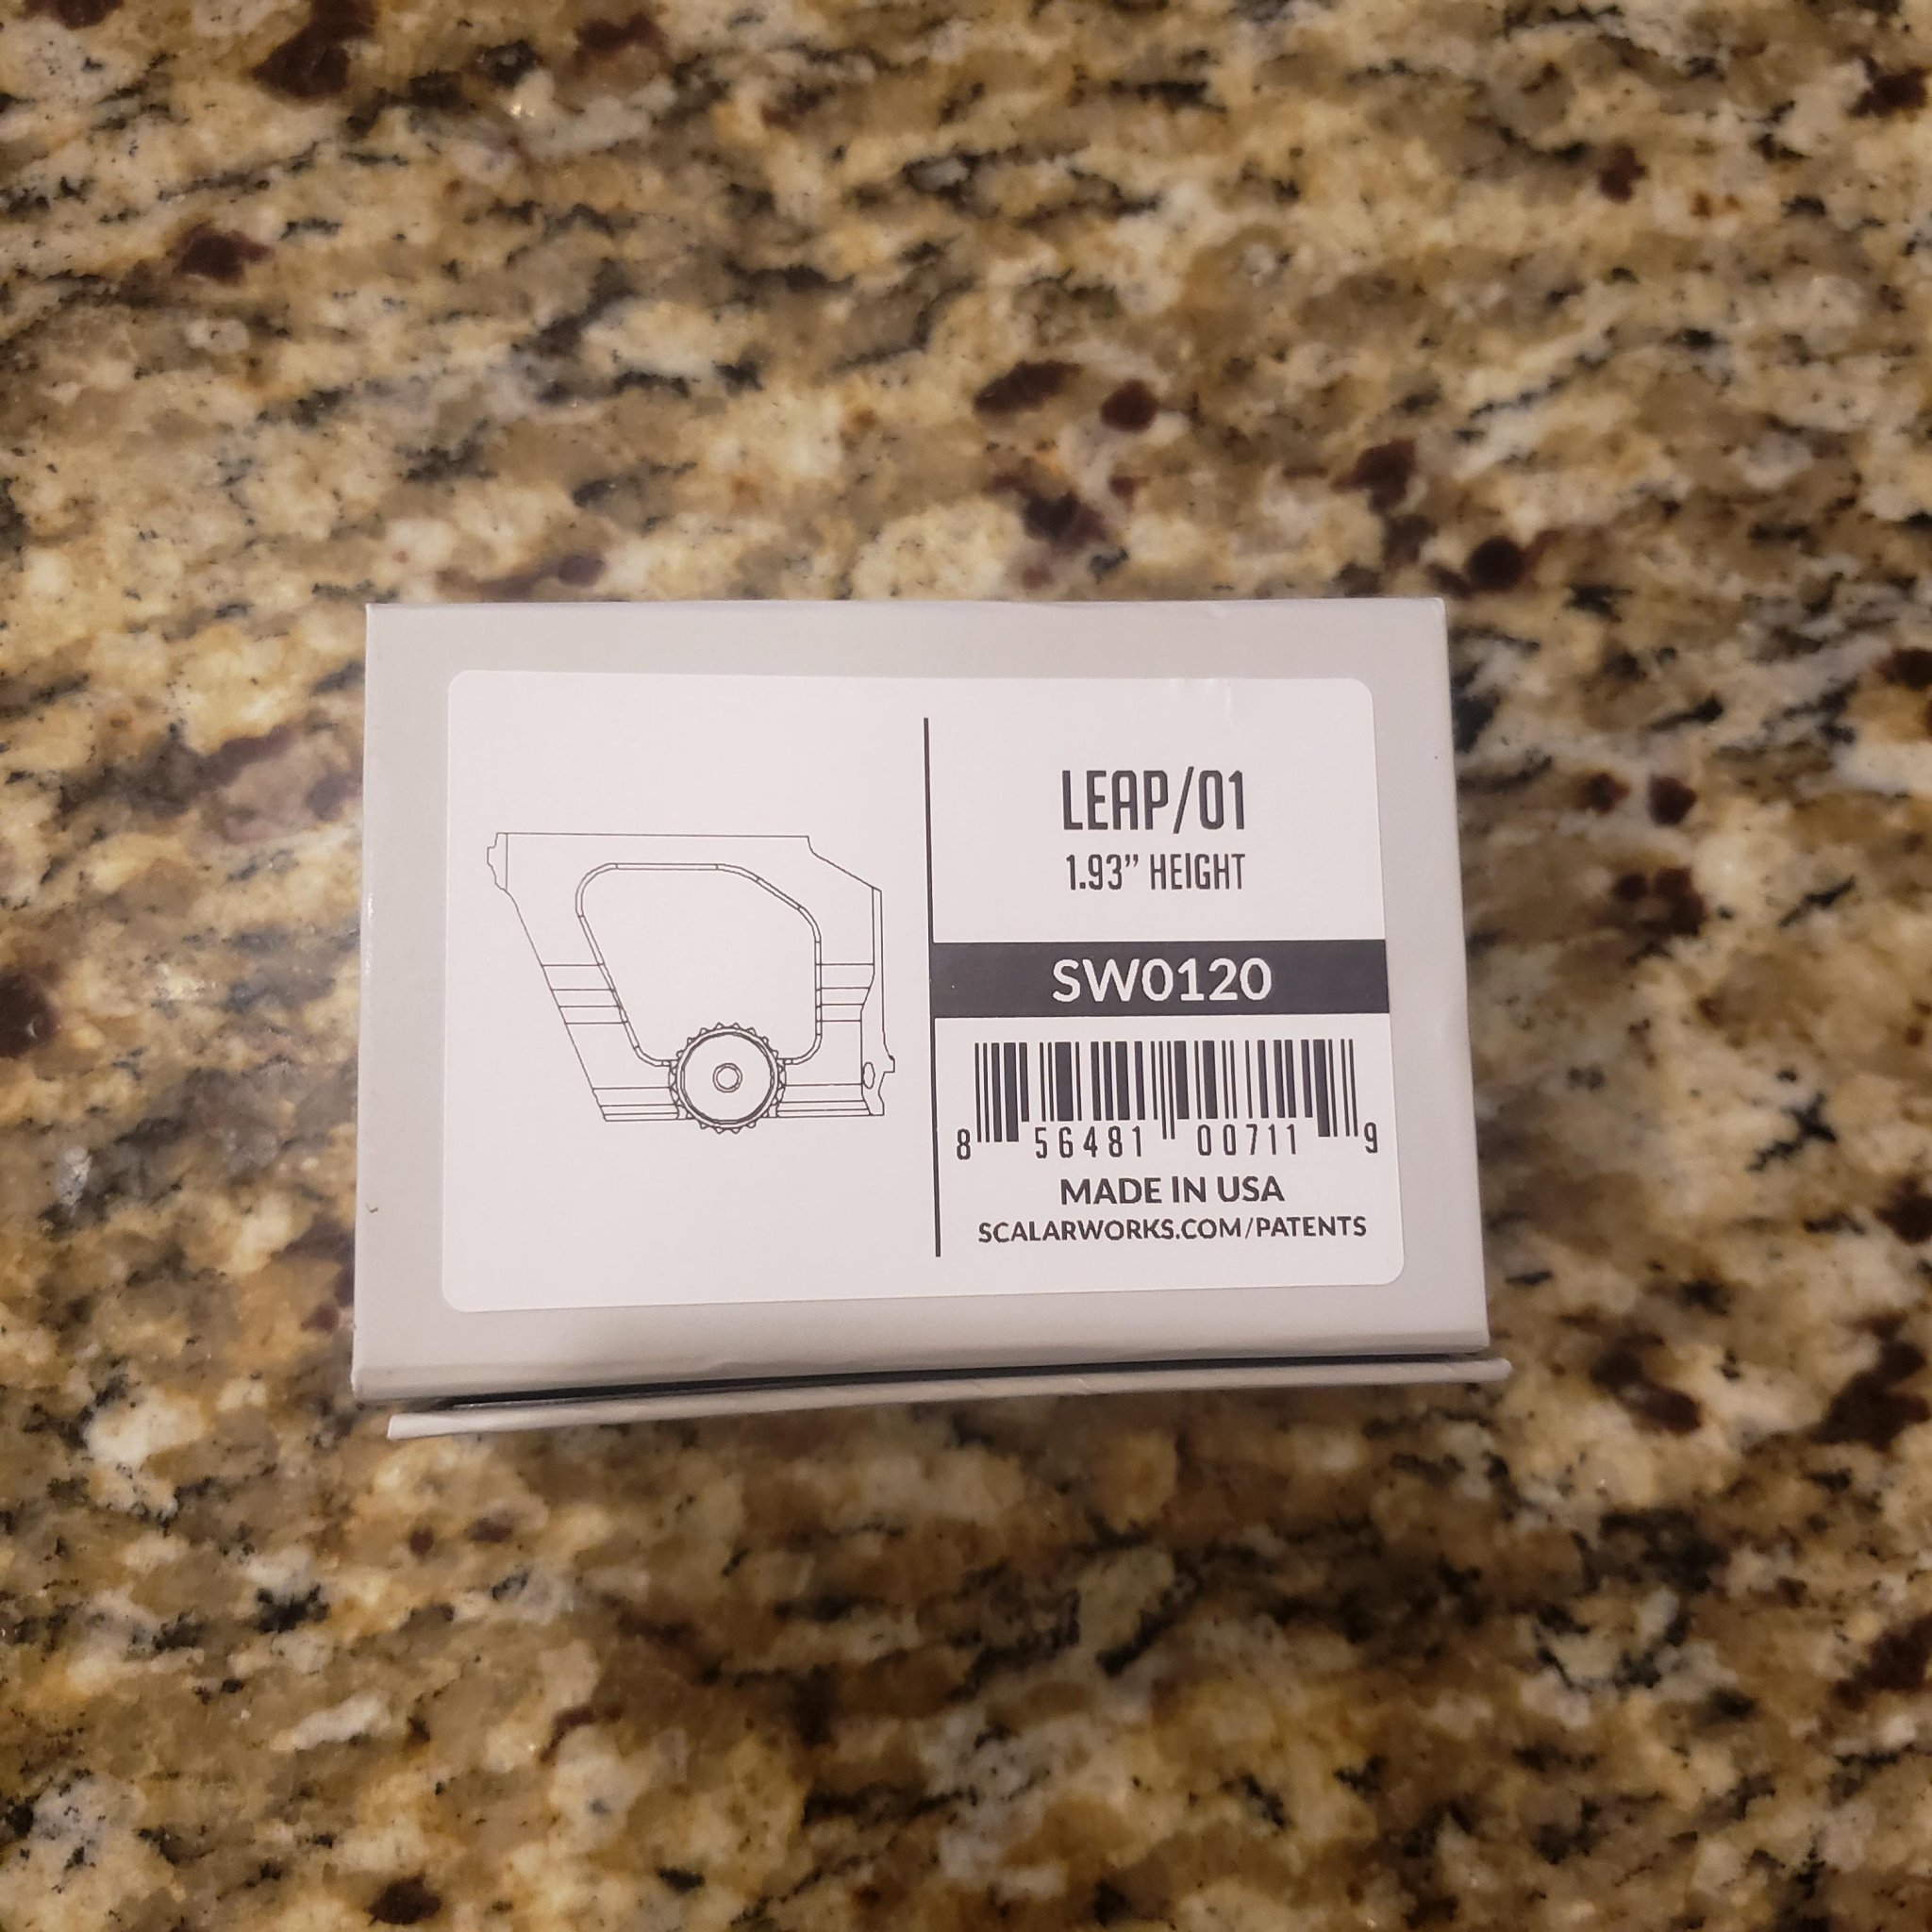 LEAP/01
1.93” HEIGHT
SW0120
8 56481 00711 9
MADE IN USA
SCALARWORKS.COM/PATENTS